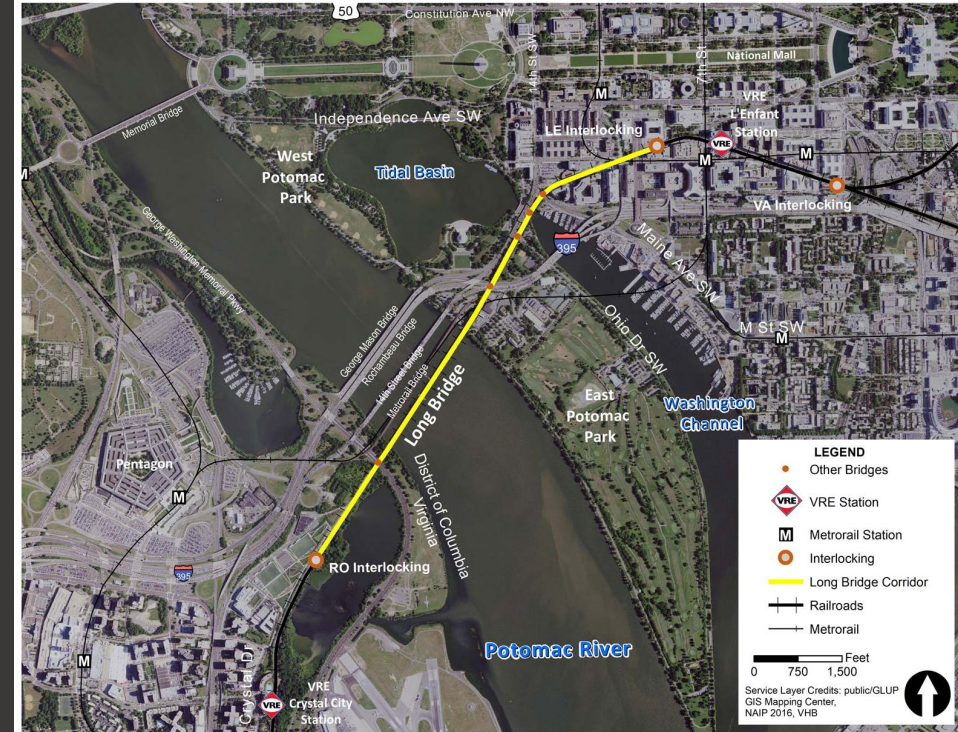 50
Constitution Ave NW
14th St SW
7th St
National Mall
M
VRE
L'Enfant
Station
Independence Ave SW
LE Interlocking
VRE
M
M
Memorial Bridge
West
Potomac
Park
Tidal Basin
VA Interlocking
M
George Washington Memorial Pkwy
395
Maine Ave SW
M St SW
M
George Mason Bridge
Rochambeau Bridge
14th Street Bridge
Metrorail Bridge
Long Bridge
Ohio Dr SW
East
Potomac
Park
Washington
Channel
Pentagon
M
District of Columbia
Virginia
395
RO Interlocking
M
Potomac River
Crystal Dr
VRE
VRE
Crystal City
Station
LEGEND
Other Bridges
VRE
VRE Station
M
Metrorail Station
Interlocking
Long Bridge Corridor
Railroads
Metrorail
Feet
0 750 1,500
Service Layer Credits: public/GLUP
GIS Mapping Center,
NAIP 2016, VHB